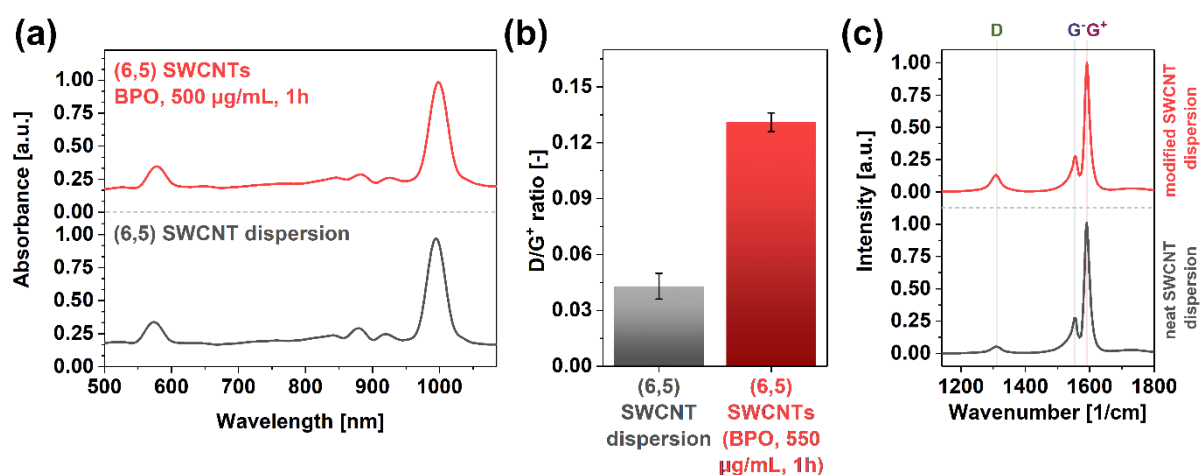 (a)
Absorbance [a.u.]
1.00
0.75
0.50
0.25
0.00
(6,5) SWCNTs
BPO, 500 µg/mL, 1h
1.00
0.75
0.50
0.25
0.00
(6,5) SWCNT dispersion
500 600 700 800 900 1000
Wavelength [nm]
(b)
D/G⁺ ratio [-]
0.15
0.12
0.09
0.06
0.03
0.00
(6,5)
SWCNT
dispersion
(6,5)
SWCNTs
(BPO, 550
µg/mL, 1h)
(c)
D G⁻G⁺
Intensity [a.u.]
1.00
0.75
0.50
0.25
0.00
1.00
0.75
0.50
0.25
0.00
modified SWCNT
dispersion
neat SWCNT
dispersion
1200 1400 1600 1800
Wavenumber [1/cm]